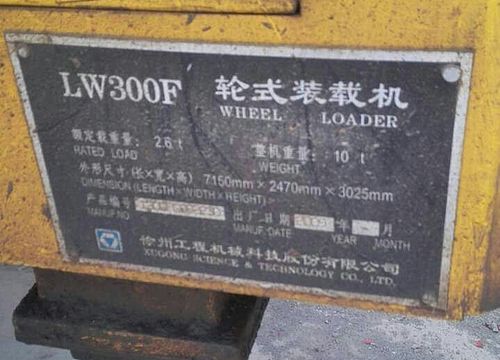 LW300F 轮式装载机
WHEEL LOADER
额定载重量: 2.8 t 整机重量: 10 t
RATED LOAD WEIGHT
外形尺寸(长×宽×高) 7150mm×2470mm×3025mm
DIMENSION(LENGTH×WIDTH×HEIGHT)
产品编号 出厂日期 年 月
MANUF.NO MANUF.DATE YEAR MONTH
徐州工程机械科技股份有限公司
XUGONG SCIENCE & TECHNOLOGY CO., LTD.